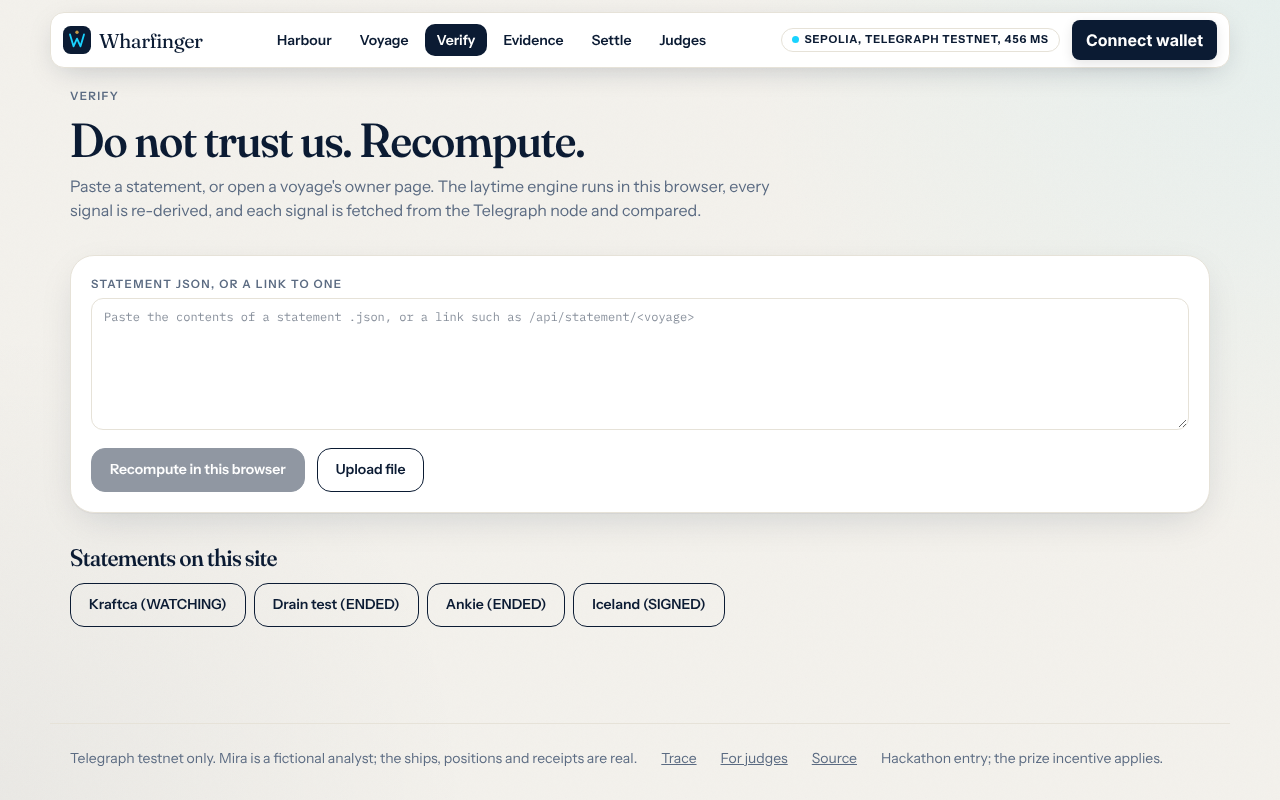 Wharfinger
Harbour
Voyage
Verify
Evidence
Settle
Judges
SEPOLIA, TELEGRAPH TESTNET, 456 MS
Connect wallet
VERIFY
Do not trust us. Recompute.
Paste a statement, or open a voyage's owner page. The laytime engine runs in this browser, every
signal is re-derived, and each signal is fetched from the Telegraph node and compared.
STATEMENT JSON, OR A LINK TO ONE
Paste the contents of a statement .json, or a link such as /api/statement/<voyage>
Recompute in this browser
Upload file
Statements on this site
Kraftca (WATCHING)
Drain test (ENDED)
Ankie (ENDED)
Iceland (SIGNED)
Telegraph testnet only. Mira is a fictional analyst; the ships, positions and receipts are real.
Trace
For judges
Source
Hackathon entry; the prize incentive applies.